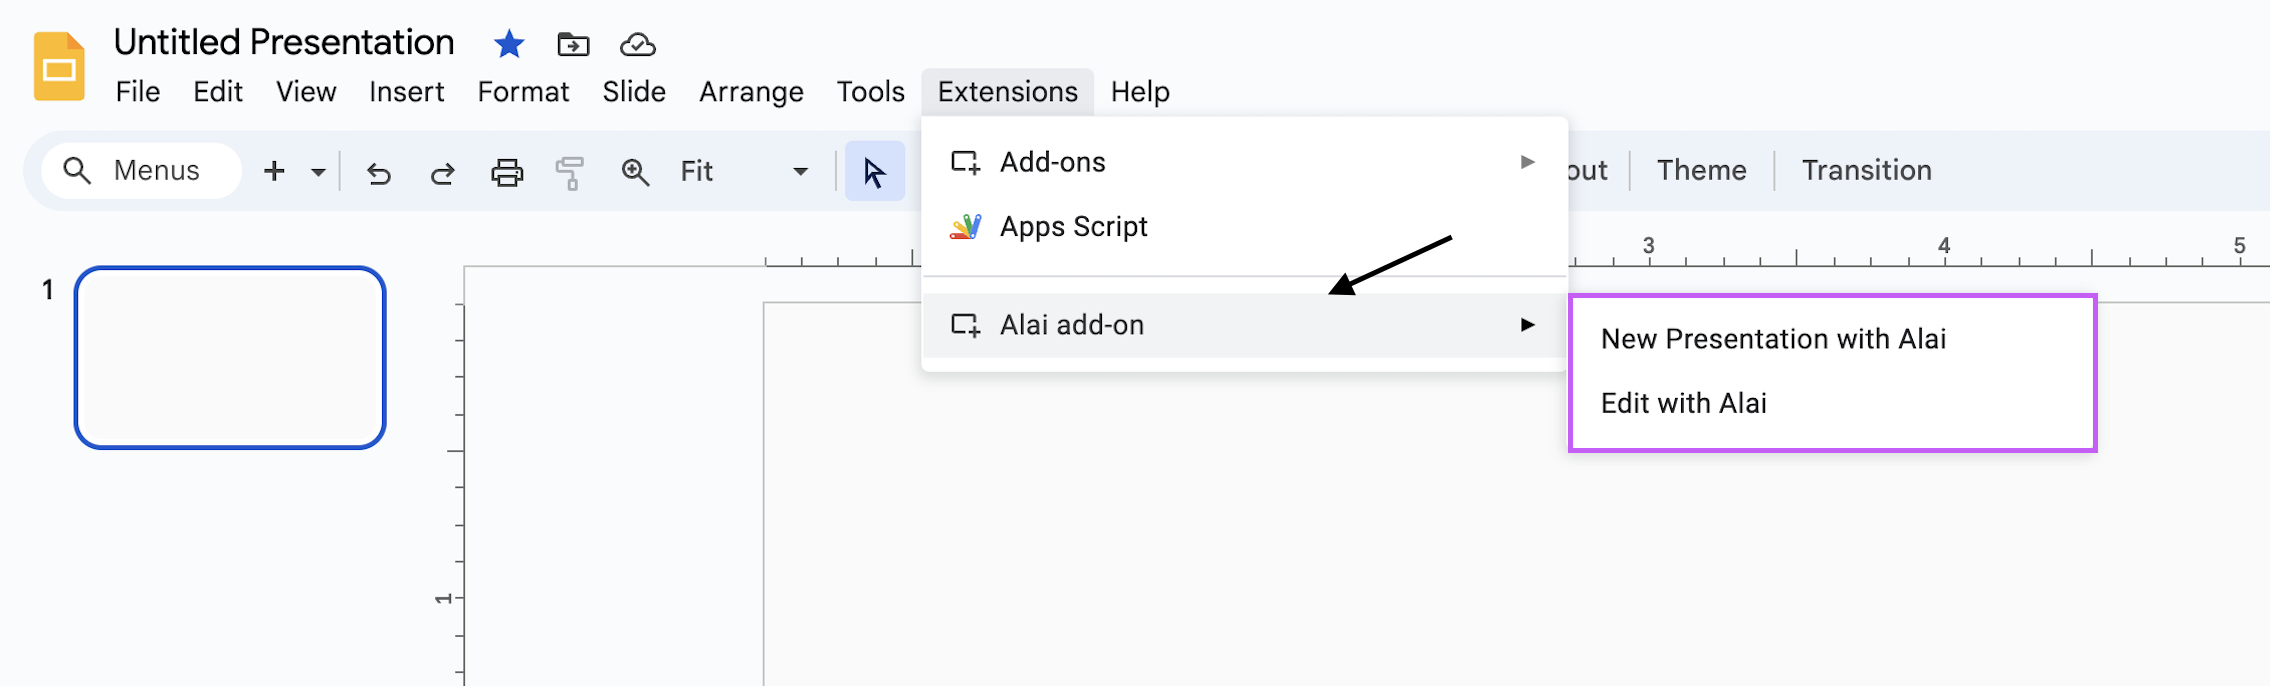 Untitled Presentation
File Edit View Insert Format Slide Arrange Tools Extensions Help
Menus Fit out Theme Transition
Add-ons
Apps Script
Alai add-on
New Presentation with Alai
Edit with Alai
3 4 5
1
1